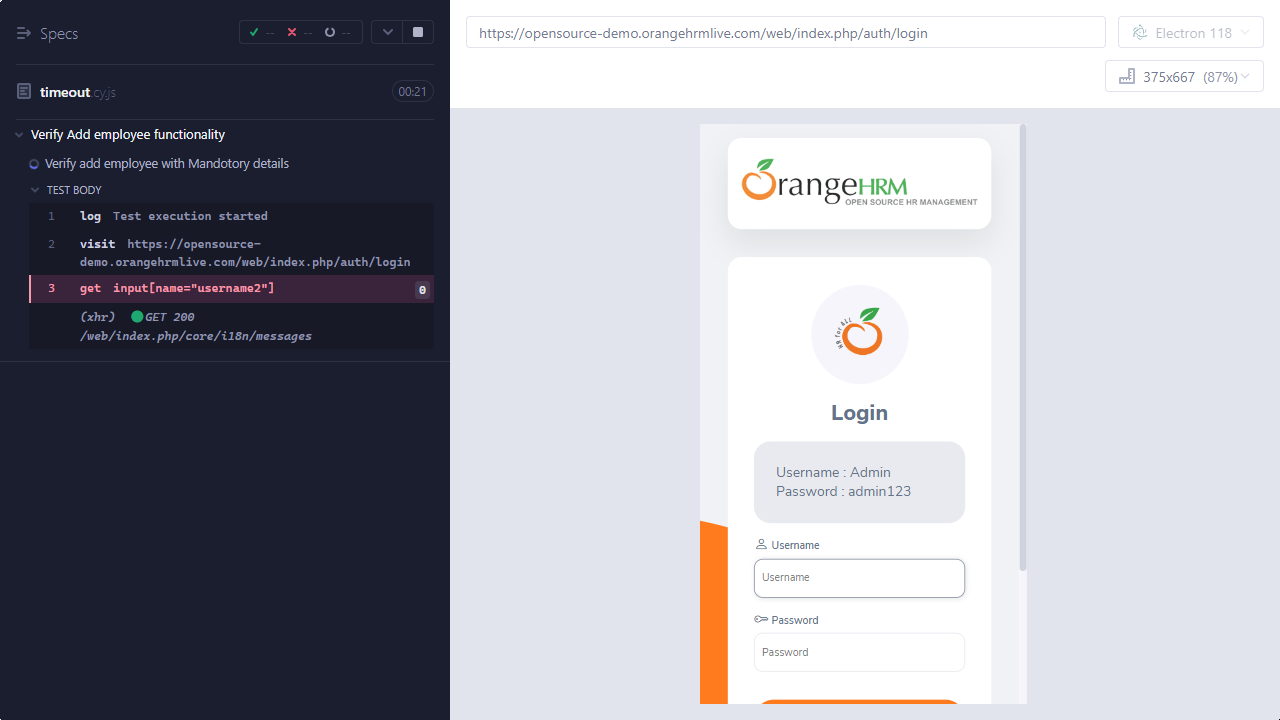 Specs
-- -- --
timeout.cy.js
00:21
Verify Add employee functionality
Verify add employee with Mandotory details
TEST BODY
1 log Test execution started
2 visit https://opensource-
demo.orangehrmlive.com/web/index.php/auth/login
3 get input[name="username2"] 0
(xhr) GET 200
/web/index.php/core/i18n/messages
https://opensource-demo.orangehrmlive.com/web/index.php/auth/login
Electron 118
375x667 (87%)
OrangeHRM
OPEN SOURCE HR MANAGEMENT
HR for ALL
Login
Username : Admin
Password : admin123
Username
Username
Password
Password